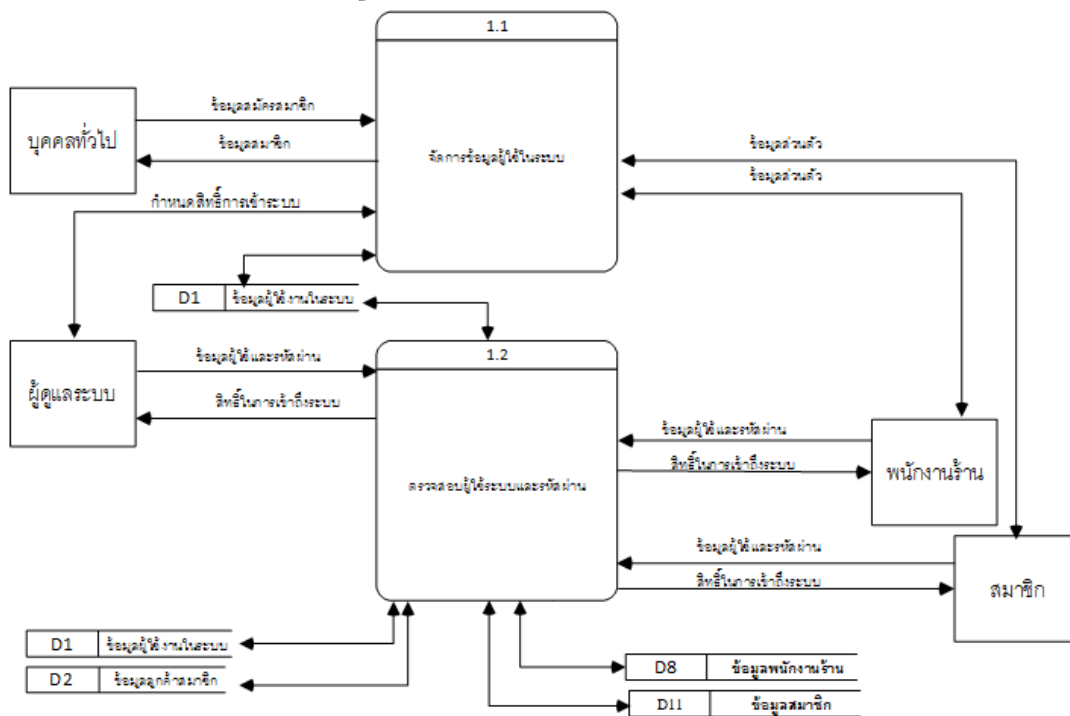 1.1
ข้อมูลสมัครสมาชิก
บุคคลทั่วไป
ข้อมูลสมาชิก
จัดการข้อมูลผู้ใช้ในระบบ
ข้อมูลส่วนตัว
ข้อมูลส่วนตัว
กำหนดสิทธิ์การเข้าระบบ
D1 ข้อมูลผู้ใช้งานในระบบ
1.2
ข้อมูลผู้ใช้และรหัสผ่าน
ผู้ดูแลระบบ
สิทธิ์ในการเข้าถึงระบบ
ข้อมูลผู้ใช้และรหัสผ่าน
สิทธิ์ในการเข้าถึงระบบ
พนักงานร้าน
ตรวจสอบผู้ใช้ระบบและรหัสผ่าน
ข้อมูลผู้ใช้และรหัสผ่าน
สิทธิ์ในการเข้าถึงระบบ
สมาชิก
D1 ข้อมูลผู้ใช้งานในระบบ
D2 ข้อมูลลูกค้าสมาชิก
D8 ข้อมูลพนักงานร้าน
D11 ข้อมูลสมาชิก